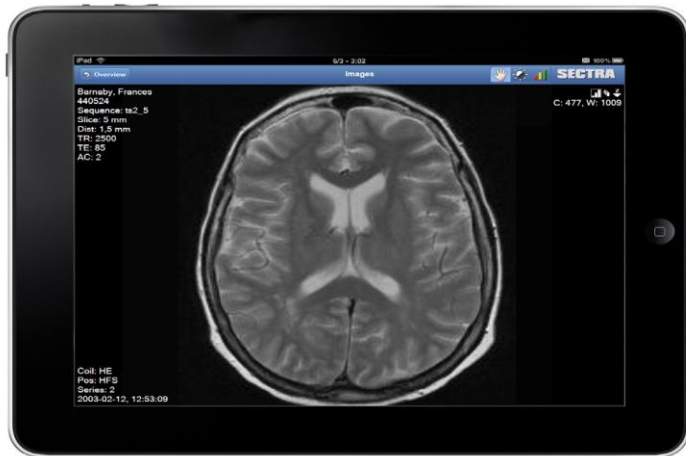 iPad 6/3 - 3:02 100%
Overview Images SECTRA
Barnaby, Frances
440524
Sequence: ts2_5
Slice: 5 mm
Dist: 1,5 mm
TR: 2500
TE: 85
AC: 2
C: 477, W: 1009
Coil: HE
Pos: HFS
Series: 2
2003-02-12, 12:53:09